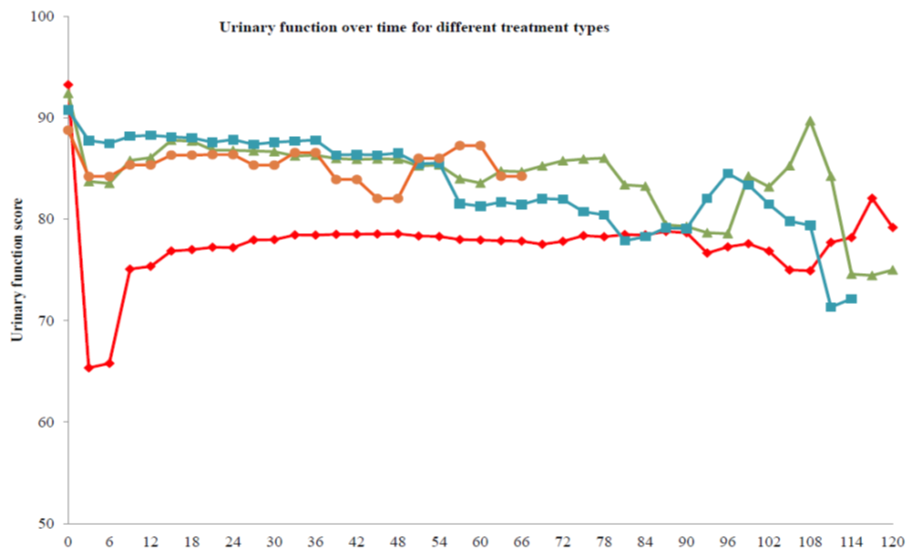 Urinary function over time for different treatment types
Urinary function score
100
90
80
70
60
50
0 6 12 18 24 30 36 42 48 54 60 66 72 78 84 90 96 102 108 114 120